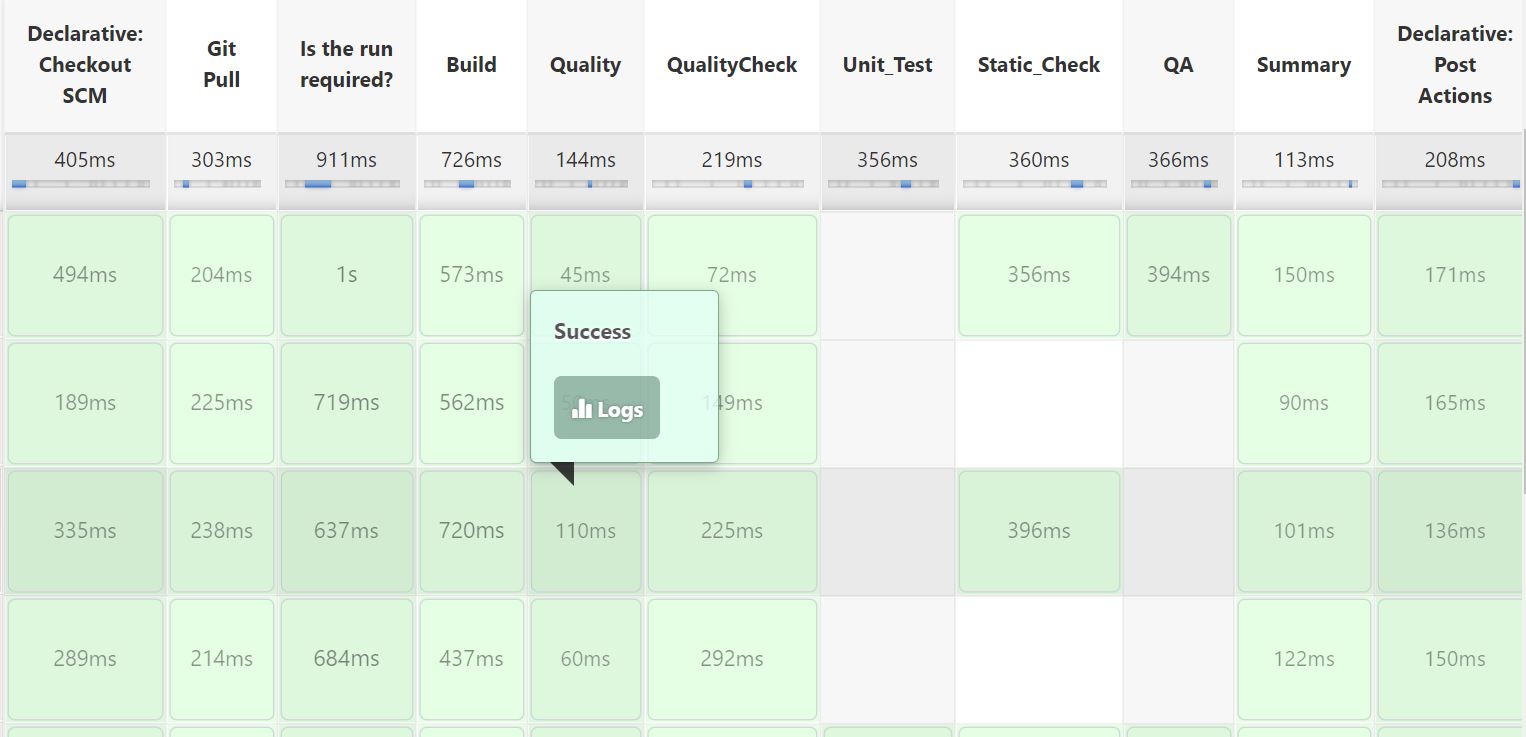 Declarative: Checkout SCM
Git Pull
Is the run required?
Build
Quality
QualityCheck
Unit_Test
Static_Check
QA
Summary
Declarative: Post Actions
405ms 303ms 911ms 726ms 144ms 219ms 356ms 360ms 366ms 113ms 208ms
494ms 204ms 1s 573ms 45ms 72ms 356ms 394ms 150ms 171ms
Success
189ms 225ms 719ms 562ms 149ms 90ms 165ms
Logs
335ms 238ms 637ms 720ms 110ms 225ms 396ms 101ms 136ms
289ms 214ms 684ms 437ms 60ms 292ms 122ms 150ms